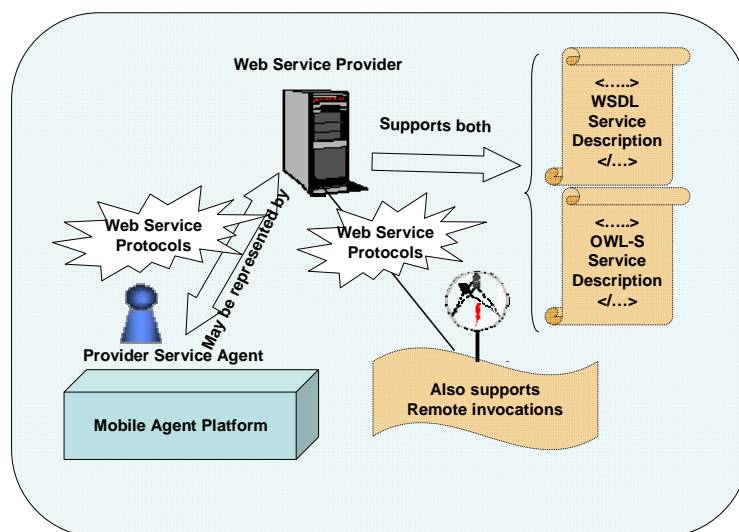 Web Service Provider
Supports both
<.....>
WSDL
Service
Description
</...>
<.....>
OWL-S
Service
Description
</...>
Web Service
Protocols
May be represented by
Web Service
Protocols
Provider Service Agent
Mobile Agent Platform
Also supports
Remote invocations